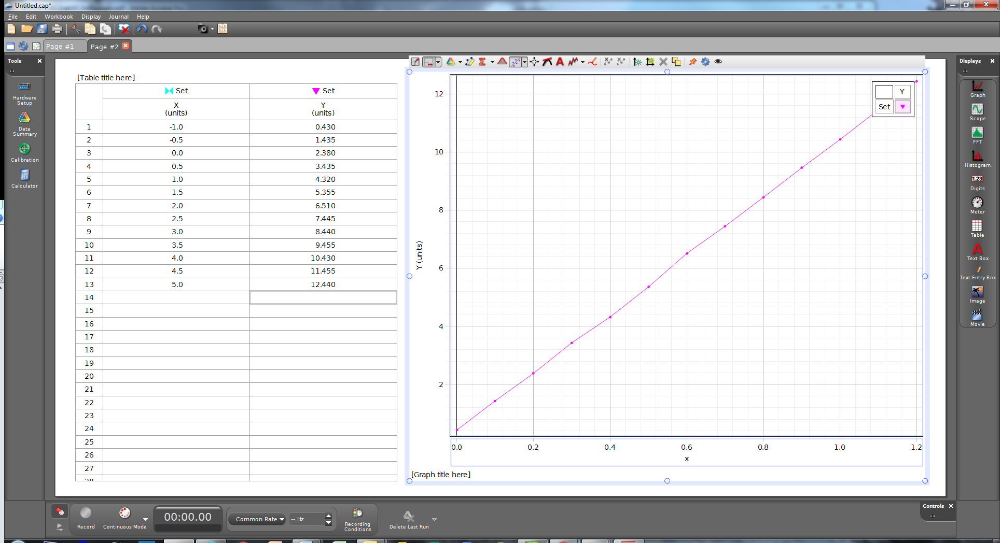 Untitled.cap*
File Edit Workbook Display Journal Help
Page #1 Page #2
Tools
Hardware
Setup
Data
Summary
Calibration
Calculator
[Table title here]
Set Set
X Y
(units) (units)
1 -1.0 0.430
2 -0.5 1.435
3 0.0 2.380
4 0.5 3.435
5 1.0 4.320
6 1.5 5.355
7 2.0 6.510
8 2.5 7.445
9 3.0 8.440
10 3.5 9.455
11 4.0 10.430
12 4.5 11.455
13 5.0 12.440
14
15
16
17
18
19
20
21
22
23
24
25
26
27
28
Y
Set
12
10
8
6
4
2
Y (units)
0.0 0.2 0.4 0.6 0.8 1.0 1.2
x
[Graph title here]
Displays
Graph
Scope
FFT
Histogram
1.23
Digits
Meter
Table
A
Text Box
Text Entry Box
Image
Movie
Record
Continuous Mode
00:00.00
Common Rate
-- Hz
Recording
Conditions
Delete Last Run
Controls